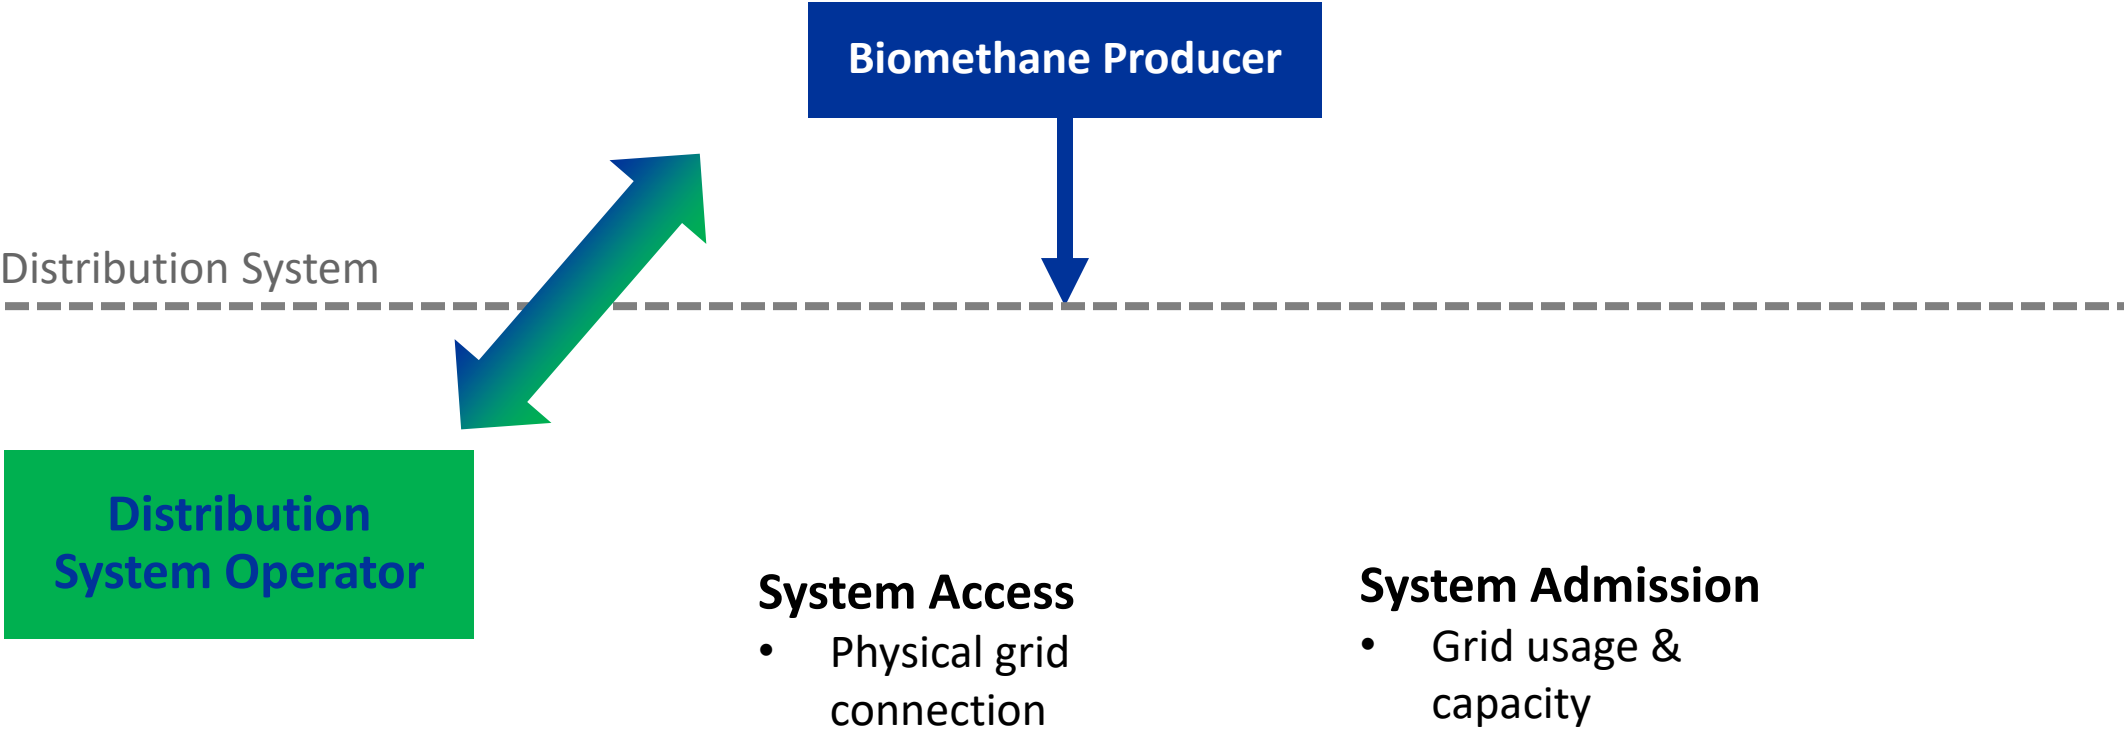 Biomethane Producer
Distribution System
Distribution
System Operator
System Access
• Physical grid
connection
System Admission
• Grid usage &
capacity